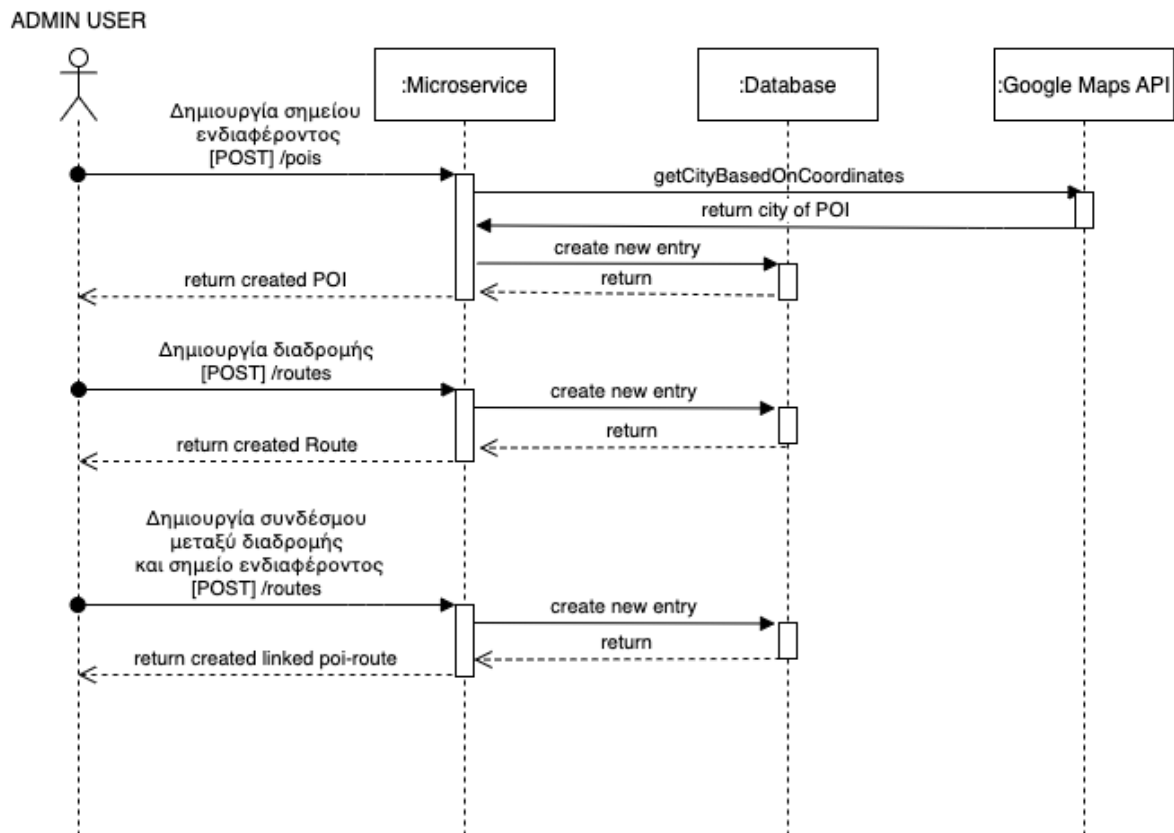 ADMIN USER
:Microservice
:Database
:Google Maps API
Δημιουργία σημείου
ενδιαφέροντος
[POST] /pois
getCityBasedOnCoordinates
return city of POI
create new entry
return
return created POI
Δημιουργία διαδρομής
[POST] /routes
create new entry
return
return created Route
Δημιουργία συνδέσμου
μεταξύ διαδρομής
και σημείο ενδιαφέροντος
[POST] /routes
create new entry
return
return created linked poi-route